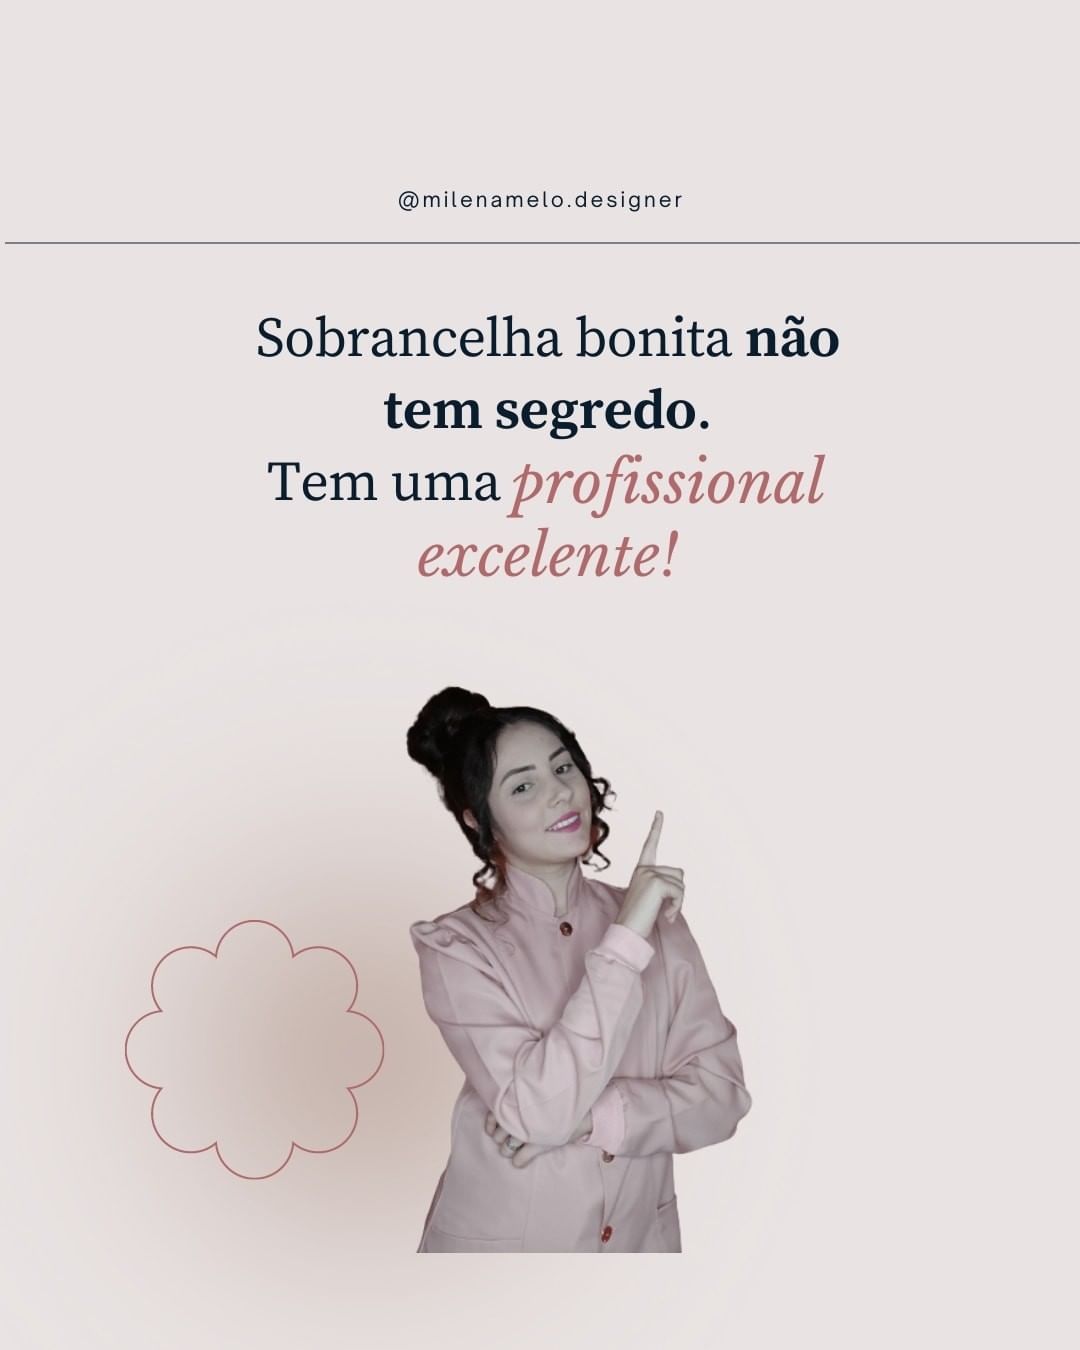 @milenamelo.designer
Sobrancelha bonita não
tem segredo.
Tem uma profissional
excelente!